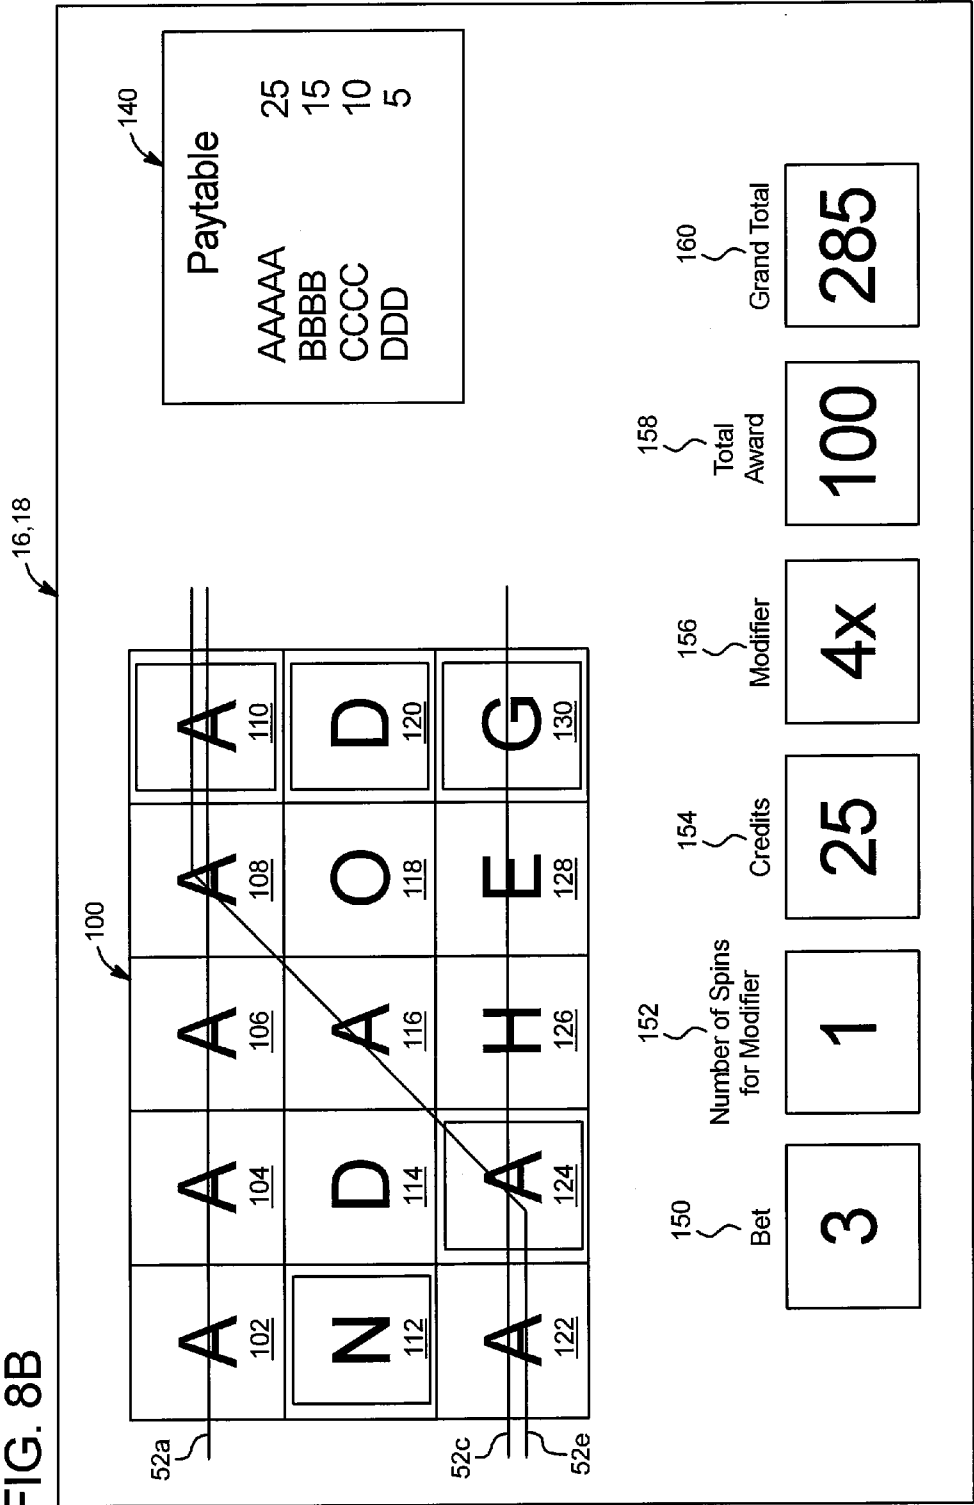 FIG. 8B
16,18
100
140
52a
A A A A A
102 104 106 108 110
N D A O D
112 114 116 118 120
52c
52e
A A H E G
122 124 126 128 130
Paytable
AAAAA 25
BBBB 15
CCCC 10
DDD 5
150 152 154 156 158 160
Bet
Number of Spins
for Modifier
Credits
Modifier
Total
Award
Grand Total
3 1 25 4x 100 285